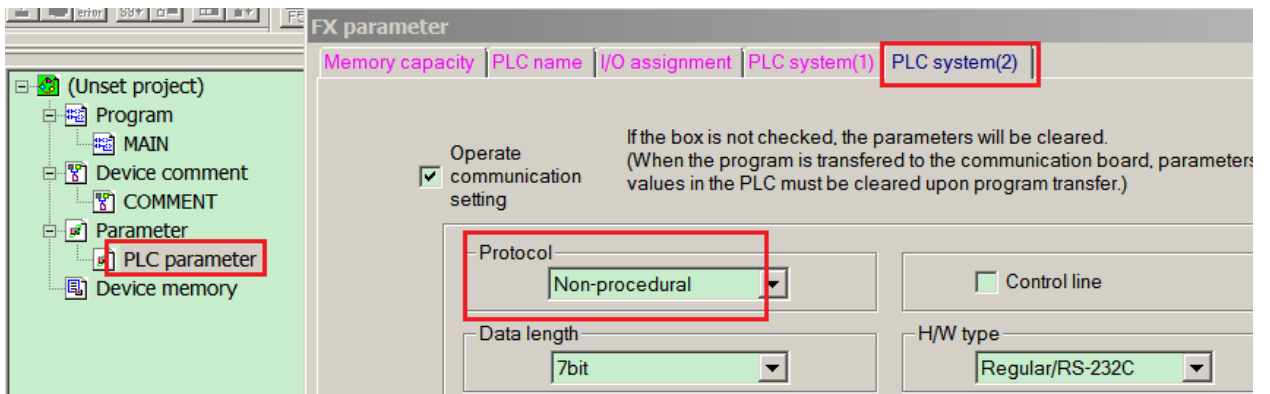 error
FX parameter
Memory capacity PLC name I/O assignment PLC system(1) PLC system(2)
(Unset project)
Program
MAIN
Device comment
COMMENT
Parameter
PLC parameter
Device memory
Operate
communication
setting
If the box is not checked, the parameters will be cleared.
(When the program is transfered to the communication board, parameters
values in the PLC must be cleared upon program transfer.)
Protocol
Non-procedural
Control line
Data length
7bit
H/W type
Regular/RS-232C